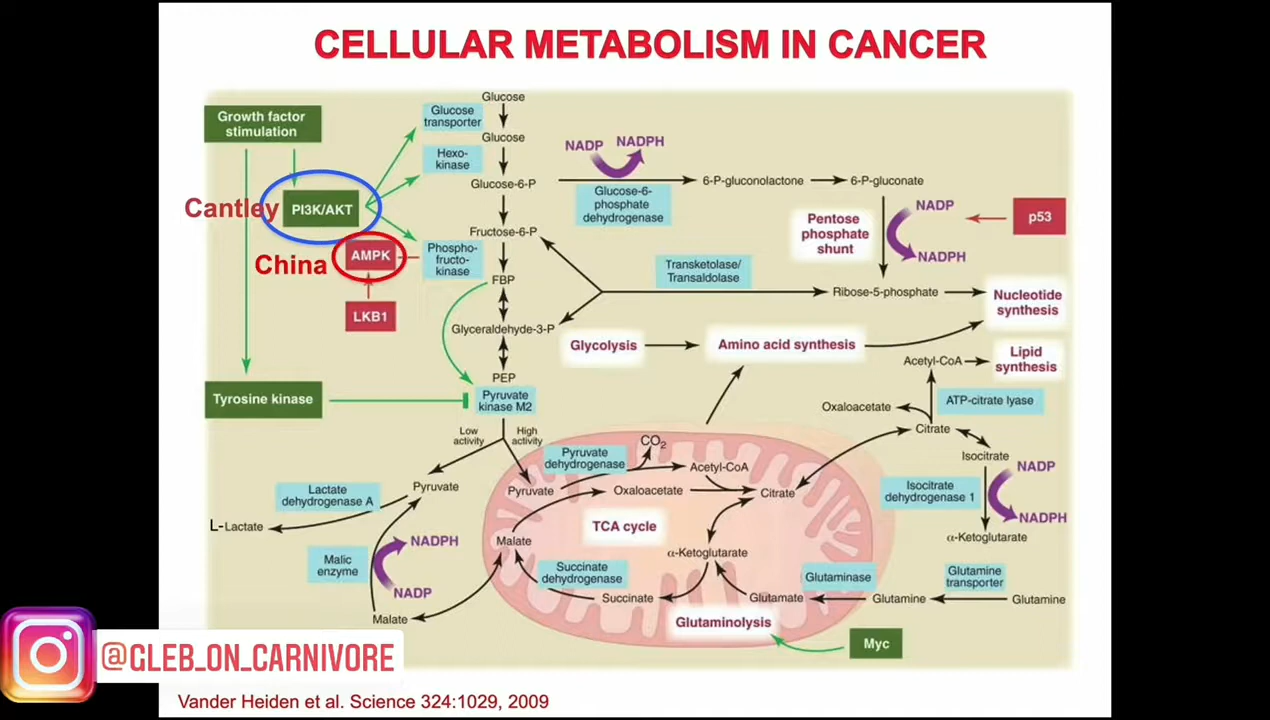 CELLULAR METABOLISM IN CANCER
Growth factor
stimulation
Cantley
PI3K/AKT
China
AMPK
LKB1
Tyrosine kinase
Glucose
transporter
Hexo-
kinase
Phospho-
fructo-
kinase
Glucose
Glucose
Glucose-6-P
Fructose-6-P
FBP
Glyceraldehyde-3-P
PEP
Pyruvate
kinase M2
Low
activity
High
activity
NADP
NADPH
Glucose-6-
phosphate
dehydrogenase
6-P-gluconolactone
6-P-gluconate
Pentose
phosphate
shunt
NADP
NADPH
p53
Transketolase/
Transaldolase
Ribose-5-phosphate
Nucleotide
synthesis
Glycolysis
Amino acid synthesis
Acetyl-CoA
Lipid
synthesis
ATP-citrate lyase
Oxaloacetate
Citrate
Isocitrate
Isocitrate
dehydrogenase 1
NADP
NADPH
α-Ketoglutarate
Pyruvate
dehydrogenase
CO2
Acetyl-CoA
Pyruvate
Oxaloacetate
Citrate
TCA cycle
Malate
α-Ketoglutarate
Succinate
dehydrogenase
Succinate
Glutamate
Glutaminase
Glutamine
Glutamine
transporter
Glutamine
Glutaminolysis
Myc
Pyruvate
Lactate
dehydrogenase A
L-Lactate
Malic
enzyme
NADPH
NADP
Malate
@GLEB_ON_CARNIVORE
Vander Heiden et al. Science 324:1029, 2009